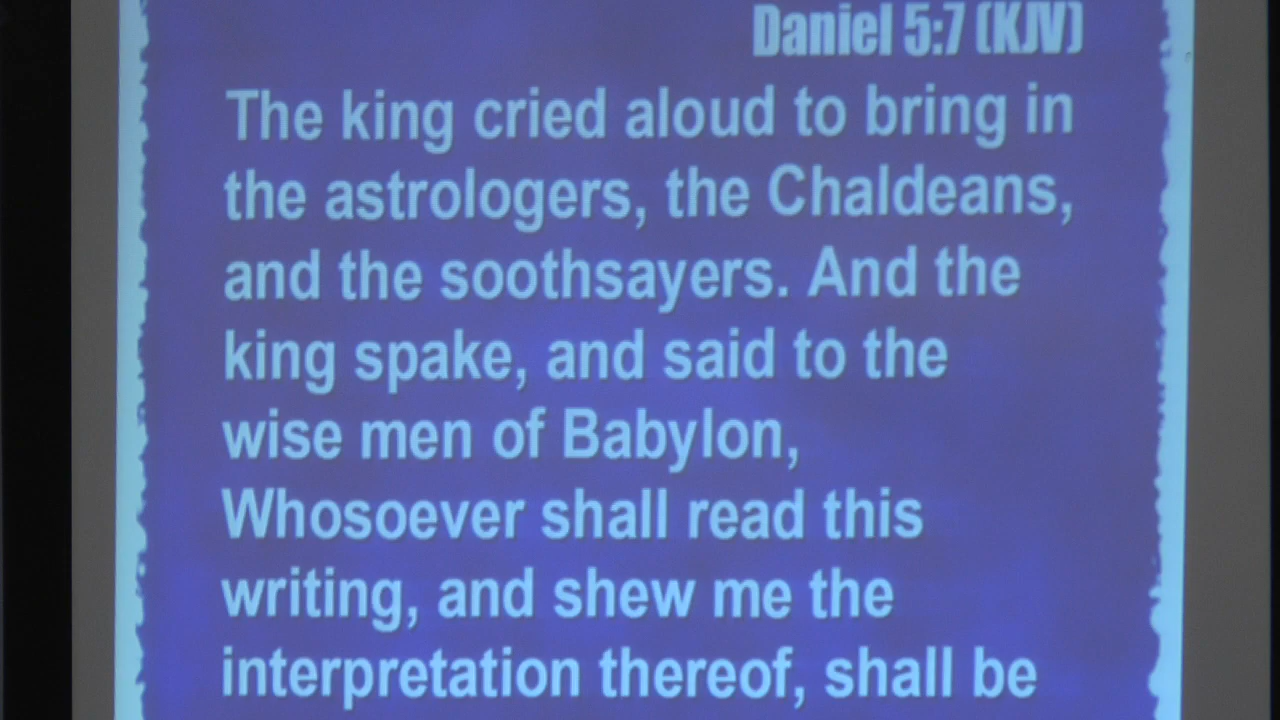 Daniel 5:7 (KJV)
The king cried aloud to bring in
the astrologers, the Chaldeans,
and the soothsayers. And the
king spake, and said to the
wise men of Babylon,
Whosoever shall read this
writing, and shew me the
interpretation thereof, shall be